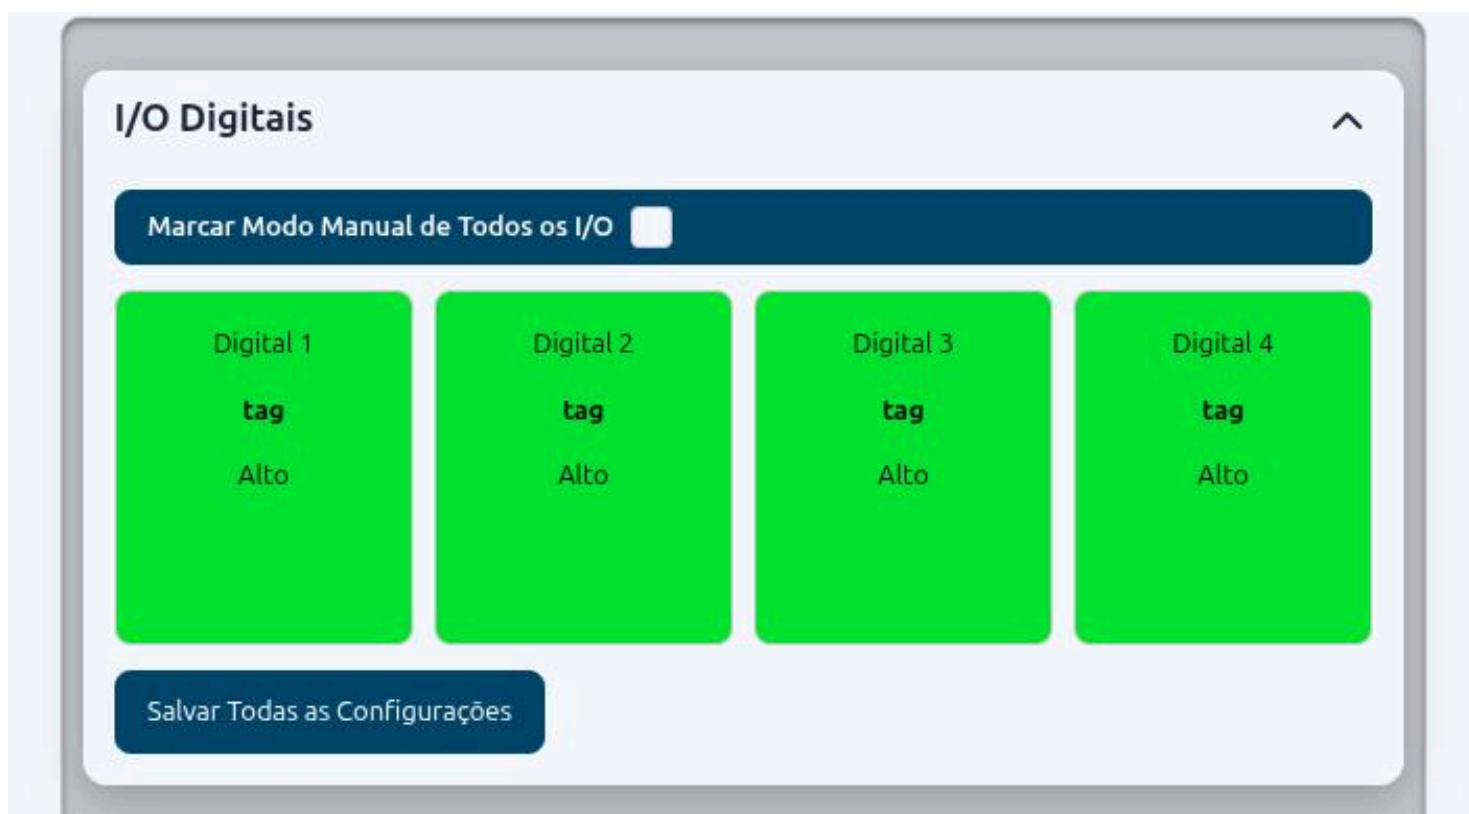 I/O Digitais
Marcar Modo Manual de Todos os I/O
Digital 1
tag
Alto
Digital 2
tag
Alto
Digital 3
tag
Alto
Digital 4
tag
Alto
Salvar Todas as Configurações